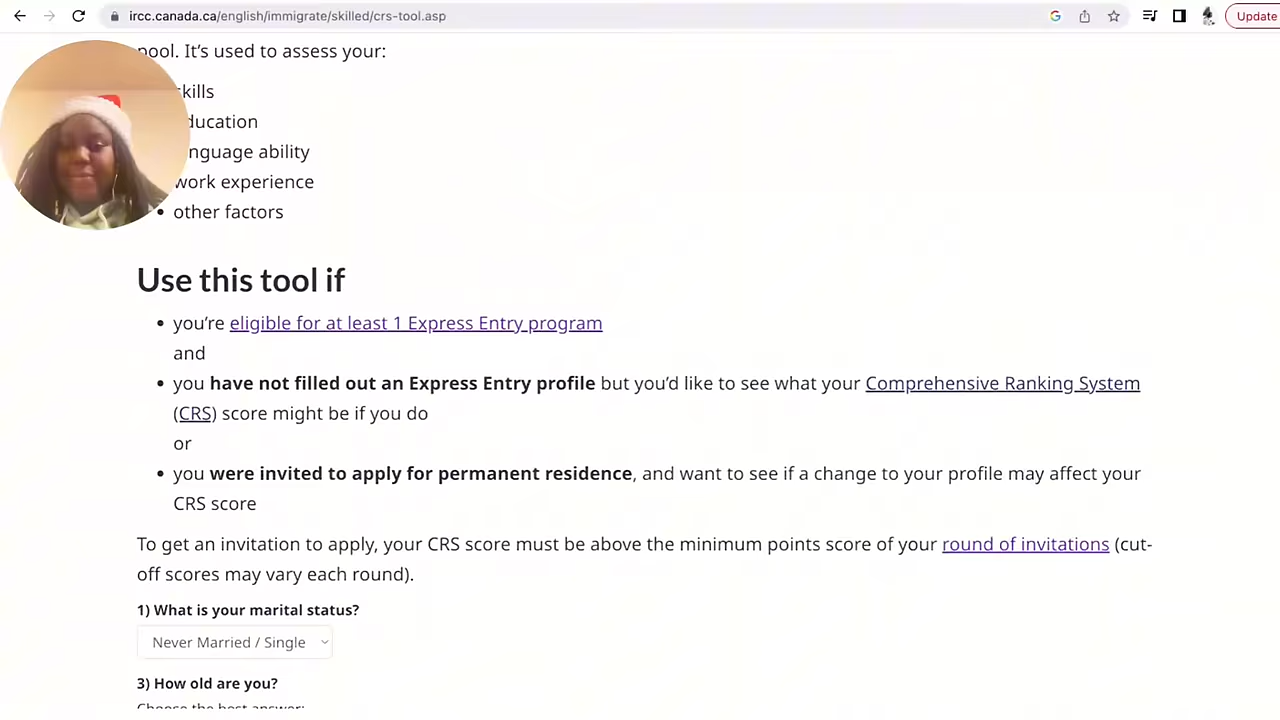 ircc.canada.ca/english/immigrate/skilled/crs-tool.asp
Update
pool. It's used to assess your:
skills
education
language ability
work experience
• other factors
Use this tool if
• you're eligible for at least 1 Express Entry program
and
• you have not filled out an Express Entry profile but you'd like to see what your Comprehensive Ranking System
(CRS) score might be if you do
or
• you were invited to apply for permanent residence, and want to see if a change to your profile may affect your
CRS score
To get an invitation to apply, your CRS score must be above the minimum points score of your round of invitations (cut-
off scores may vary each round).
1) What is your marital status?
Never Married / Single
3) How old are you?
Choose the best answer: